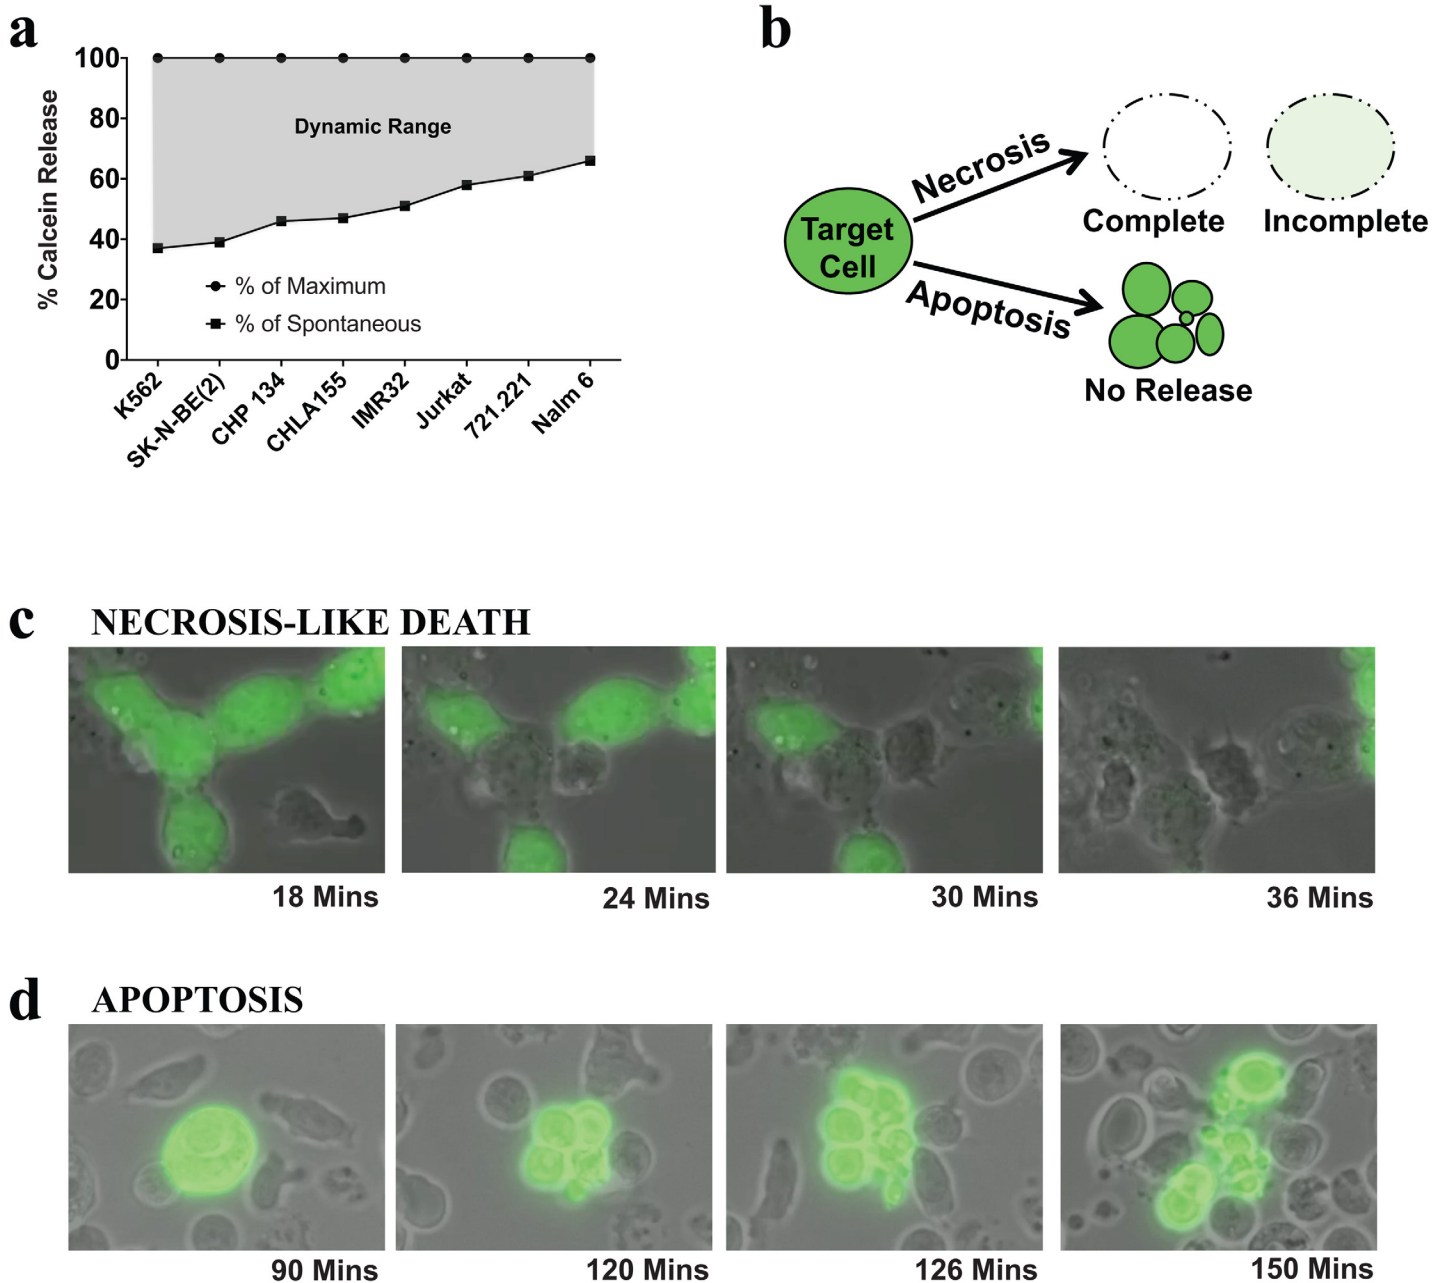 a
100
80
60
40
20
0
% Calcein Release
Dynamic Range
% of Maximum
% of Spontaneous
K562
SK-N-BE(2)
CHP 134
CHLA155
IMR32
Jurkat
721.221
Nalm 6
b
Target
Cell
Necrosis
Apoptosis
Complete
Incomplete
No Release
c
NECROSIS-LIKE DEATH
18 Mins
24 Mins
30 Mins
36 Mins
d
APOPTOSIS
90 Mins
120 Mins
126 Mins
150 Mins